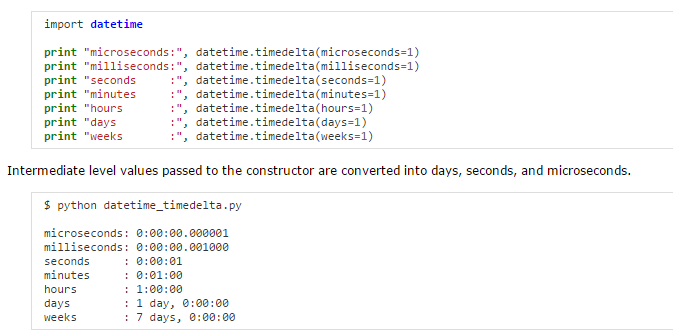 import datetime
print "microseconds:", datetime.timedelta(microseconds=1)
print "milliseconds:", datetime.timedelta(milliseconds=1)
print "seconds     :", datetime.timedelta(seconds=1)
print "minutes     :", datetime.timedelta(minutes=1)
print "hours       :", datetime.timedelta(hours=1)
print "days        :", datetime.timedelta(days=1)
print "weeks       :", datetime.timedelta(weeks=1)
Intermediate level values passed to the constructor are converted into days, seconds, and microseconds.
$ python datetime_timedelta.py
microseconds: 0:00:00.000001
milliseconds: 0:00:00.001000
seconds     : 0:00:01
minutes     : 0:01:00
hours       : 1:00:00
days        : 1 day, 0:00:00
weeks       : 7 days, 0:00:00